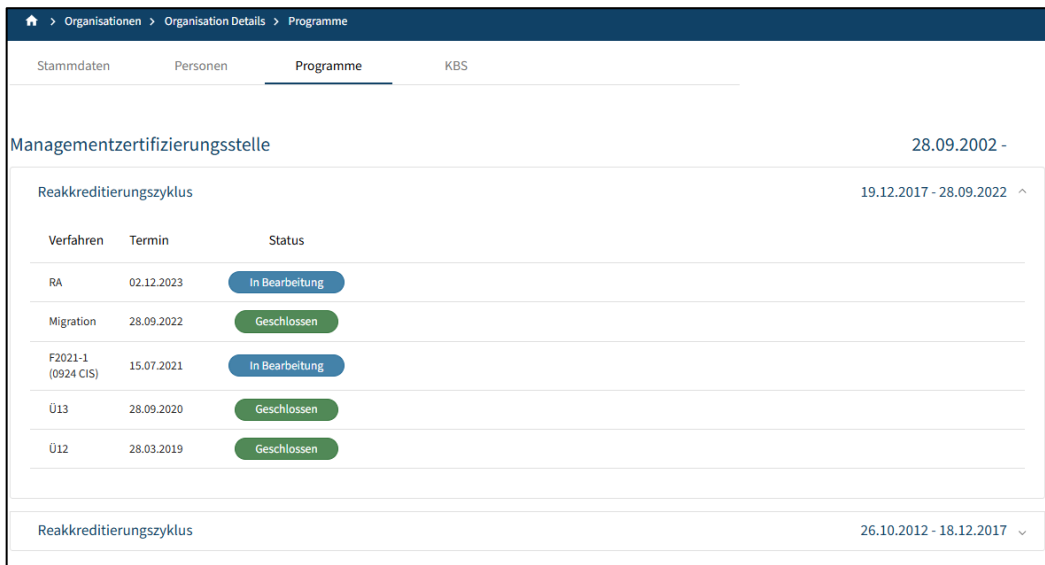 > Organisationen > Organisation Details > Programme
Stammdaten Personen Programme KBS
Managementzertifizierungsstelle 28.09.2002 -
Reakkreditierungszyklus 19.12.2017 - 28.09.2022
Verfahren Termin Status
RA 02.12.2023 In Bearbeitung
Migration 28.09.2022 Geschlossen
F2021-1
(0924 CIS) 15.07.2021 In Bearbeitung
Ü13 28.09.2020 Geschlossen
Ü12 28.03.2019 Geschlossen
Reakkreditierungszyklus 26.10.2012 - 18.12.2017